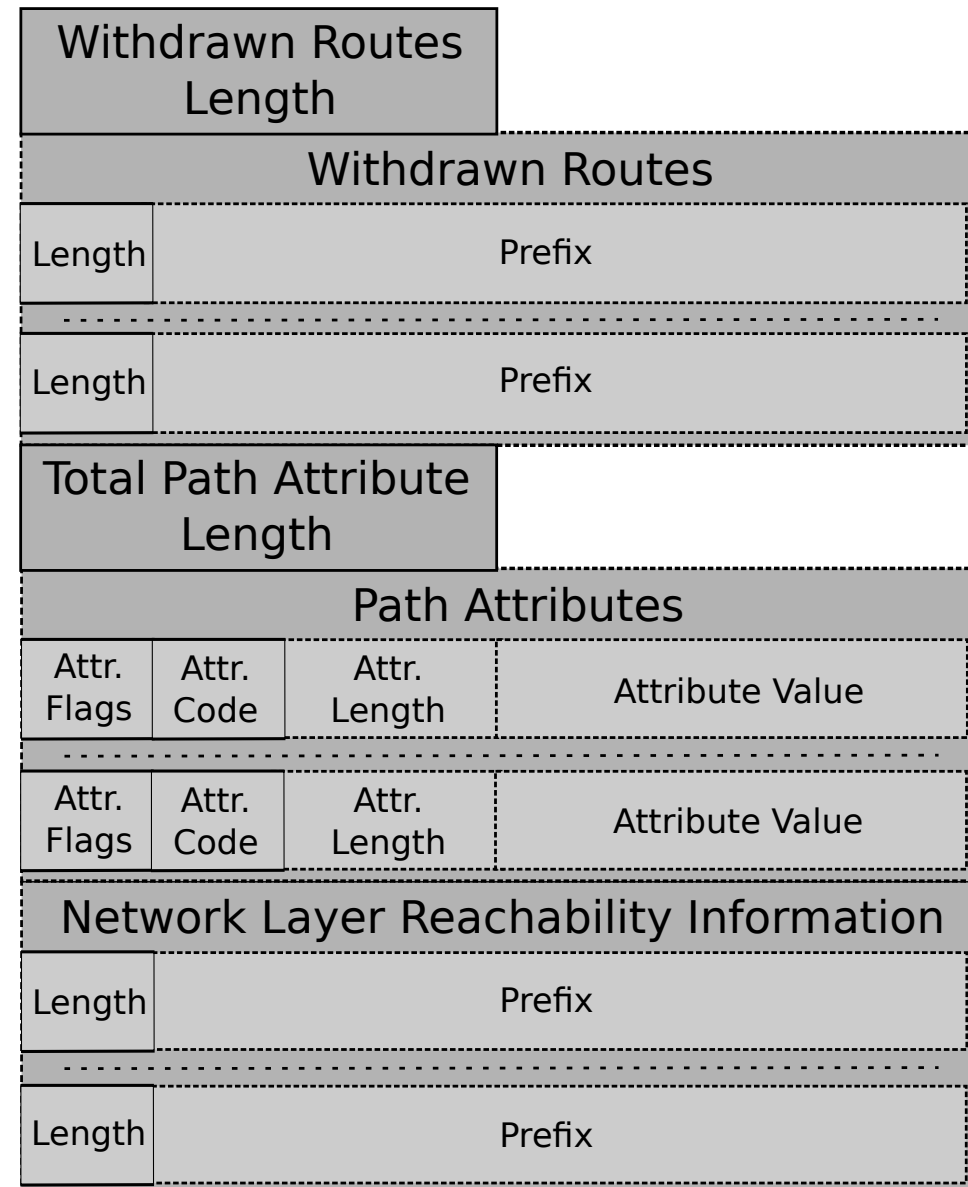 Withdrawn Routes
Length
Withdrawn Routes
Length Prefix
Length Prefix
Total Path Attribute
Length
Path Attributes
Attr. Attr. Attr.
Flags Code Length Attribute Value
Attr. Attr. Attr.
Flags Code Length Attribute Value
Network Layer Reachability Information
Length Prefix
Length Prefix